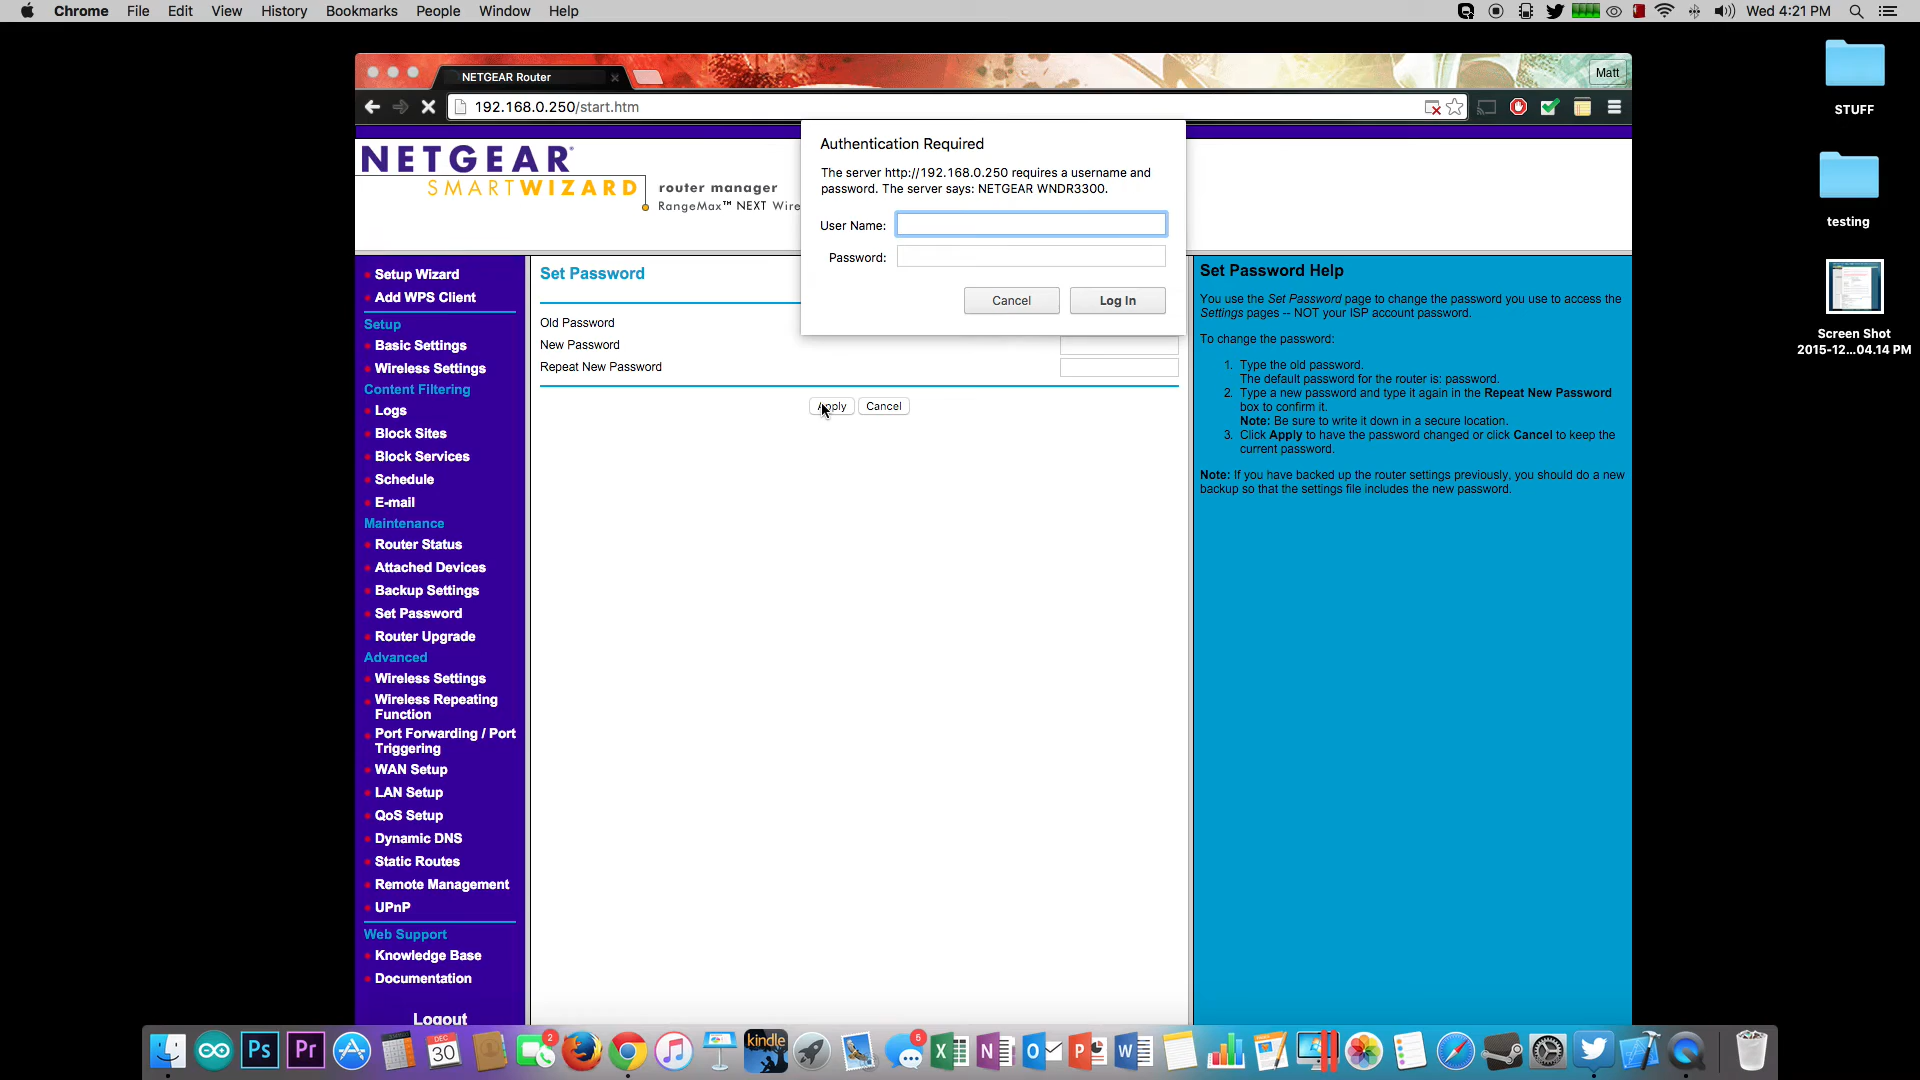 Chrome File Edit View History Bookmarks People Window Help
Wed 4:21 PM
NETGEAR Router
Matt
192.168.0.250/start.htm
STUFF
testing
Screen Shot
2015-12...04.14 PM
NETGEAR®
SMARTWIZARD
router manager
RangeMax™ NEXT Wire
Authentication Required
The server http://192.168.0.250 requires a username and
password. The server says: NETGEAR WNDR3300.
User Name:
Password:
Cancel Log In
Setup Wizard
Add WPS Client
Setup
Basic Settings
Wireless Settings
Content Filtering
Logs
Block Sites
Block Services
Schedule
E-mail
Maintenance
Router Status
Attached Devices
Backup Settings
Set Password
Router Upgrade
Advanced
Wireless Settings
Wireless Repeating
Function
Port Forwarding / Port
Triggering
WAN Setup
LAN Setup
QoS Setup
Dynamic DNS
Static Routes
Remote Management
UPnP
Web Support
Knowledge Base
Documentation
Logout
Set Password
Old Password
New Password
Repeat New Password
Apply Cancel
Set Password Help
You use the Set Password page to change the password you use to access the
Settings pages -- NOT your ISP account password.
To change the password:
1. Type the old password.
The default password for the router is: password.
2. Type a new password and type it again in the Repeat New Password
box to confirm it.
Note: Be sure to write it down in a secure location.
3. Click Apply to have the password changed or click Cancel to keep the
current password.
Note: If you have backed up the router settings previously, you should do a new
backup so that the settings file includes the new password.
Ps Pr DEC 30 2 kindle 5 X N O P W